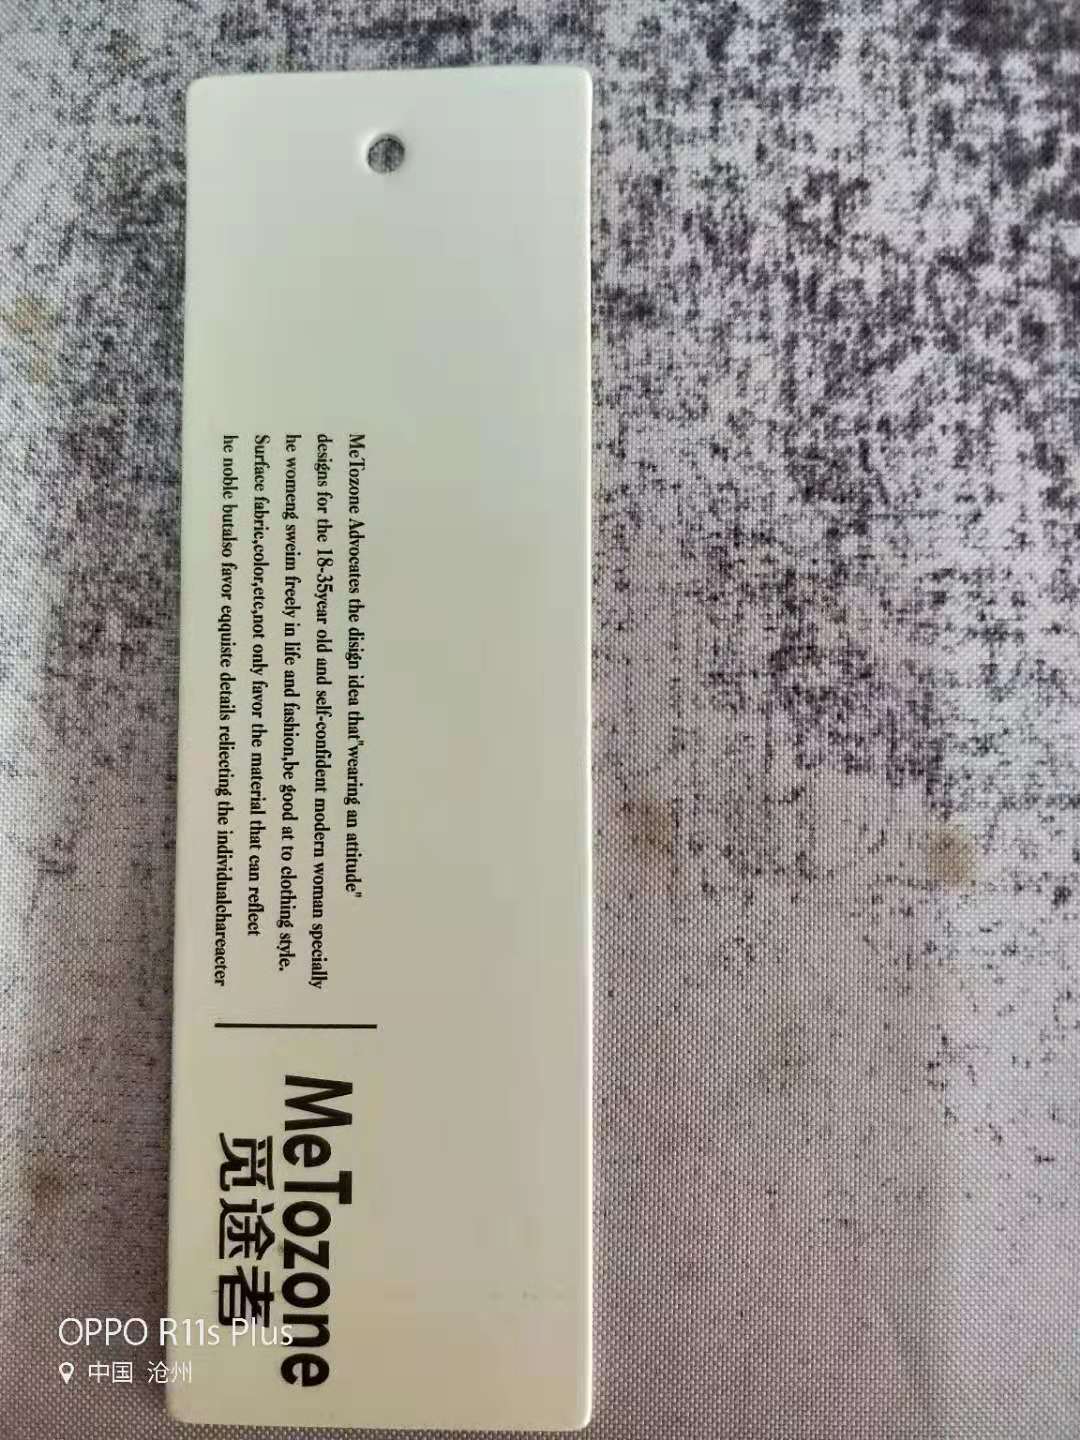 MeTozone Advocates the disign idea that"wearing an attitude"
designs for the 18-35year old and self-confident modern woman specially
he womeng sweim freely in life and fashion,be good at to clothing style.
Surface fabric,color,etc,not only favor the material that can reflect
he noble butalso favor eqquiste details reliecting the individualchareacter
MeTozone
觅途者
OPPO R11s Plus
中国 沧州